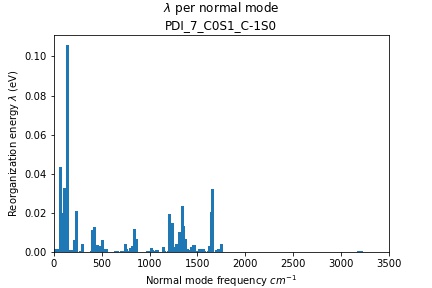 λ per normal mode
PDI_7_C0S1_C-1S0
Reorganization energy λ (eV)
0.10
0.08
0.06
0.04
0.02
0.00
0 500 1000 1500 2000 2500 3000 3500
Normal mode frequency cm⁻¹